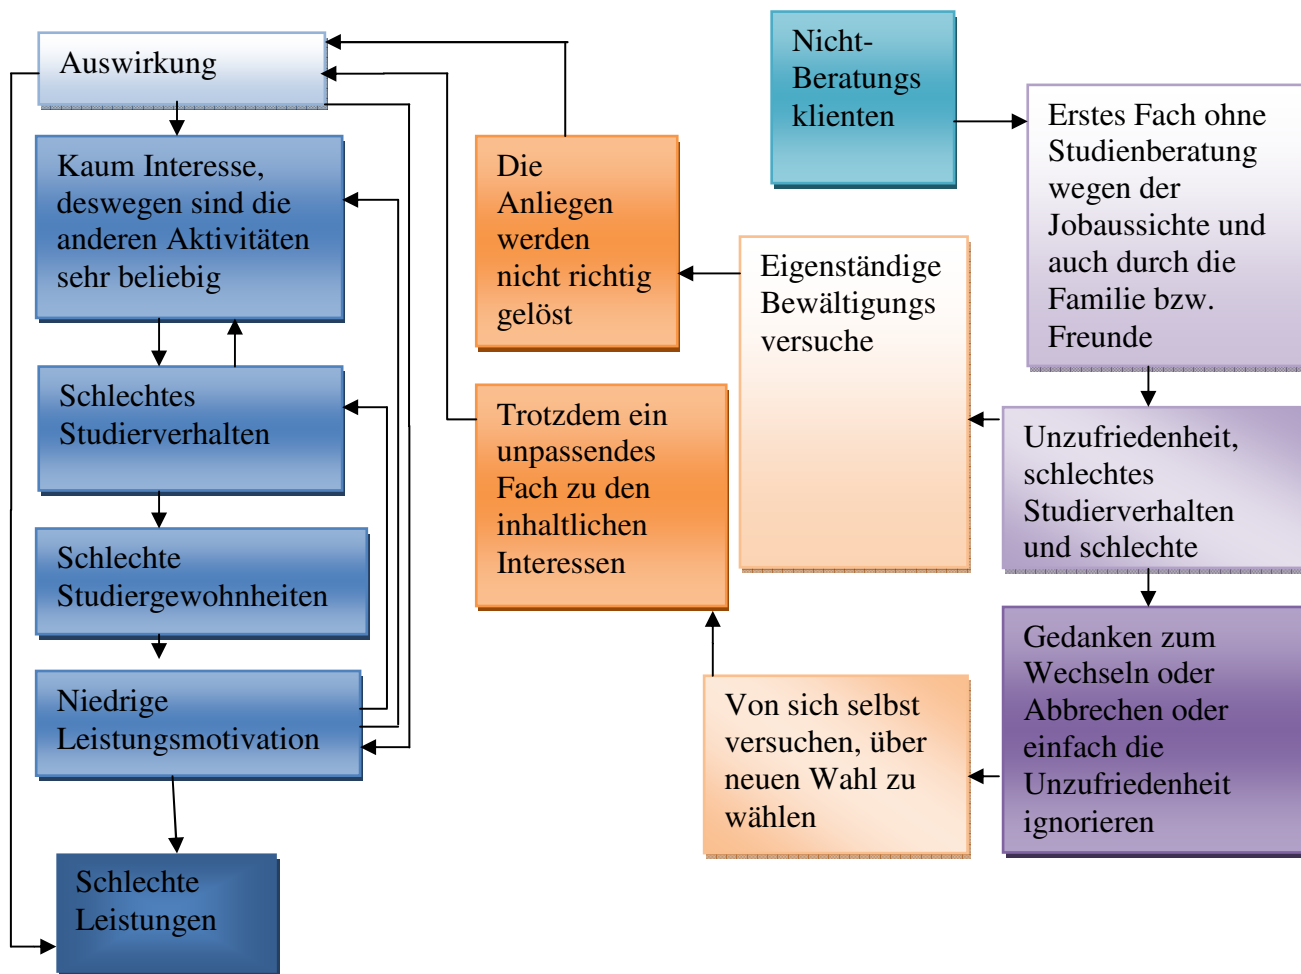 Auswirkung
Kaum Interesse,
deswegen sind die
anderen Aktivitäten
sehr beliebig
Schlechtes
Studierverhalten
Schlechte
Studiergewohnheiten
Niedrige
Leistungsmotivation
Schlechte
Leistungen
Die
Anliegen
werden
nicht richtig
gelöst
Trotzdem ein
unpassendes
Fach zu den
inhaltlichen
Interessen
Nicht-
Beratungs
klienten
Eigenständige
Bewältigungs
versuche
Von sich selbst
versuchen, über
neuen Wahl zu
wählen
Erstes Fach ohne
Studienberatung
wegen der
Jobaussichte und
auch durch die
Familie bzw.
Freunde
Unzufriedenheit,
schlechtes
Studierverhalten
und schlechte
Gedanken zum
Wechseln oder
Abbrechen oder
einfach die
Unzufriedenheit
ignorieren